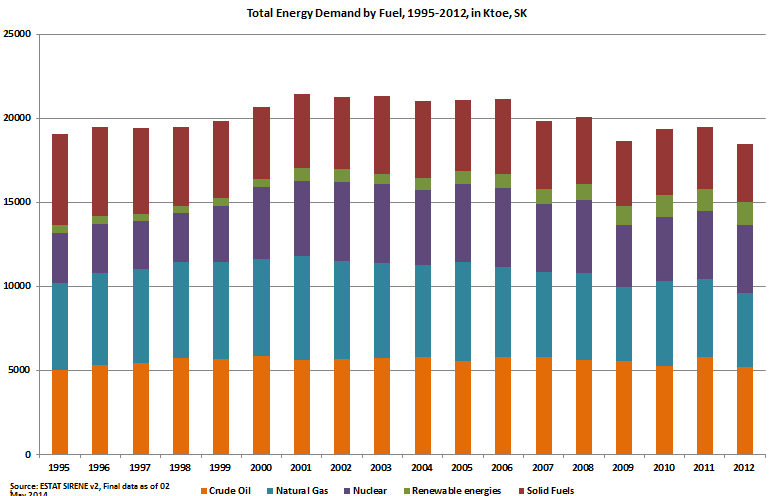 Total Energy Demand by Fuel, 1995-2012, in Ktoe, SK
25000
20000
15000
10000
5000
0
1995 1996 1997 1998 1999 2000 2001 2002 2003 2004 2005 2006 2007 2008 2009 2010 2011 2012
Source: ESTAT SIRENE v2, Final data as of 02
May 2014
Crude Oil Natural Gas Nuclear Renewable energies Solid Fuels